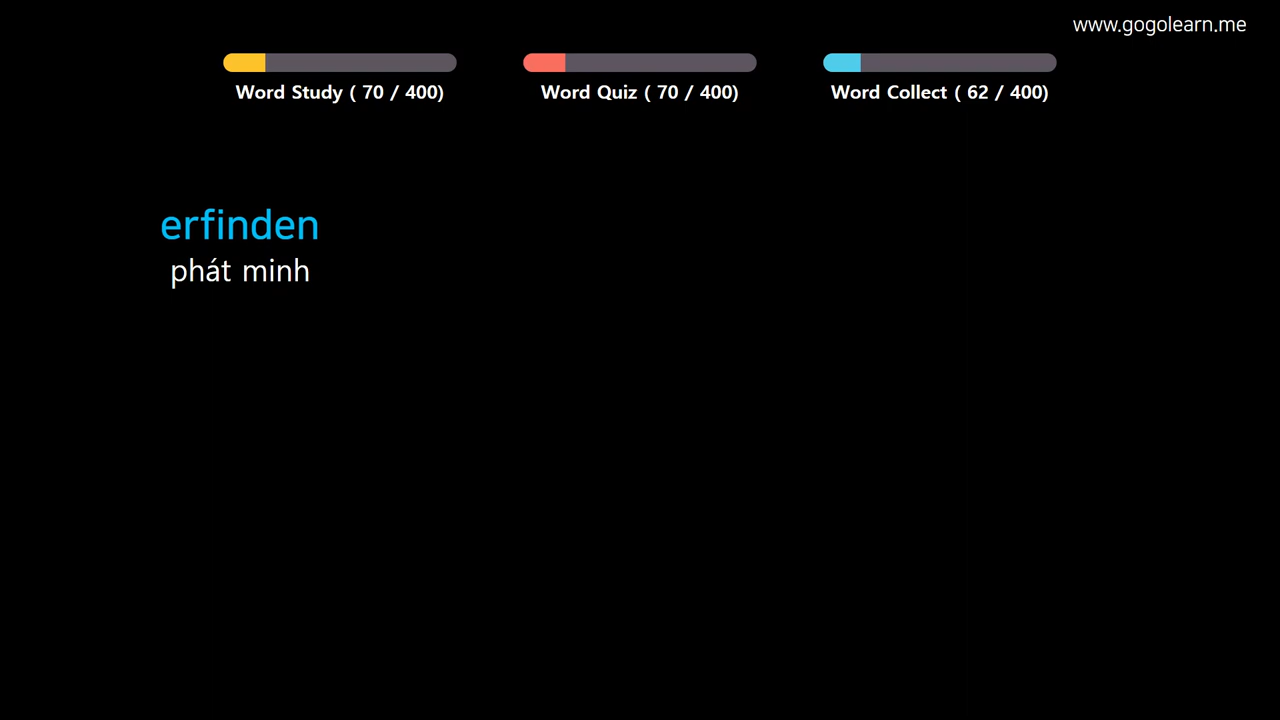 www.gogolearn.me
Word Study ( 70 / 400)
Word Quiz ( 70 / 400)
Word Collect ( 62 / 400)
erfinden
phát minh